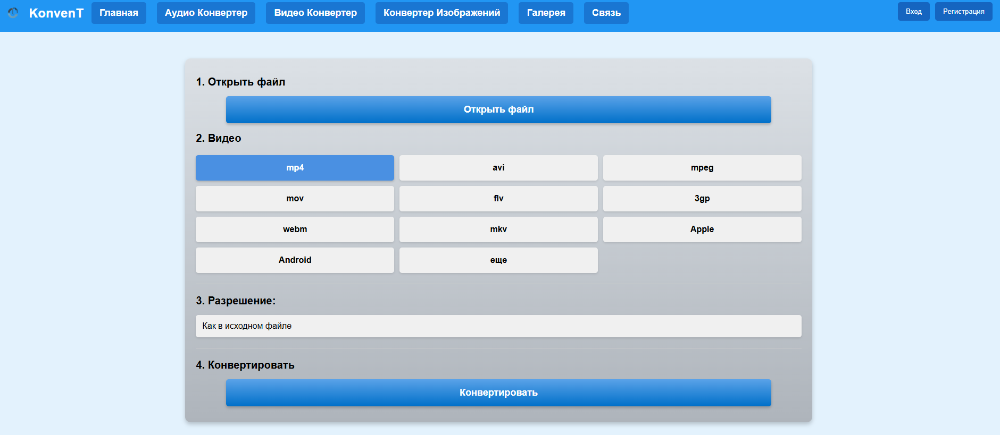 KonvenT Главная Аудио Конвертер Видео Конвертер Конвертер Изображений Галерея Связь Вход Регистрация
1. Открыть файл
Открыть файл
2. Видео
mp4 avi mpeg
mov flv 3gp
webm mkv Apple
Android еще
3. Разрешение:
Как в исходном файле
4. Конвертировать
Конвертировать